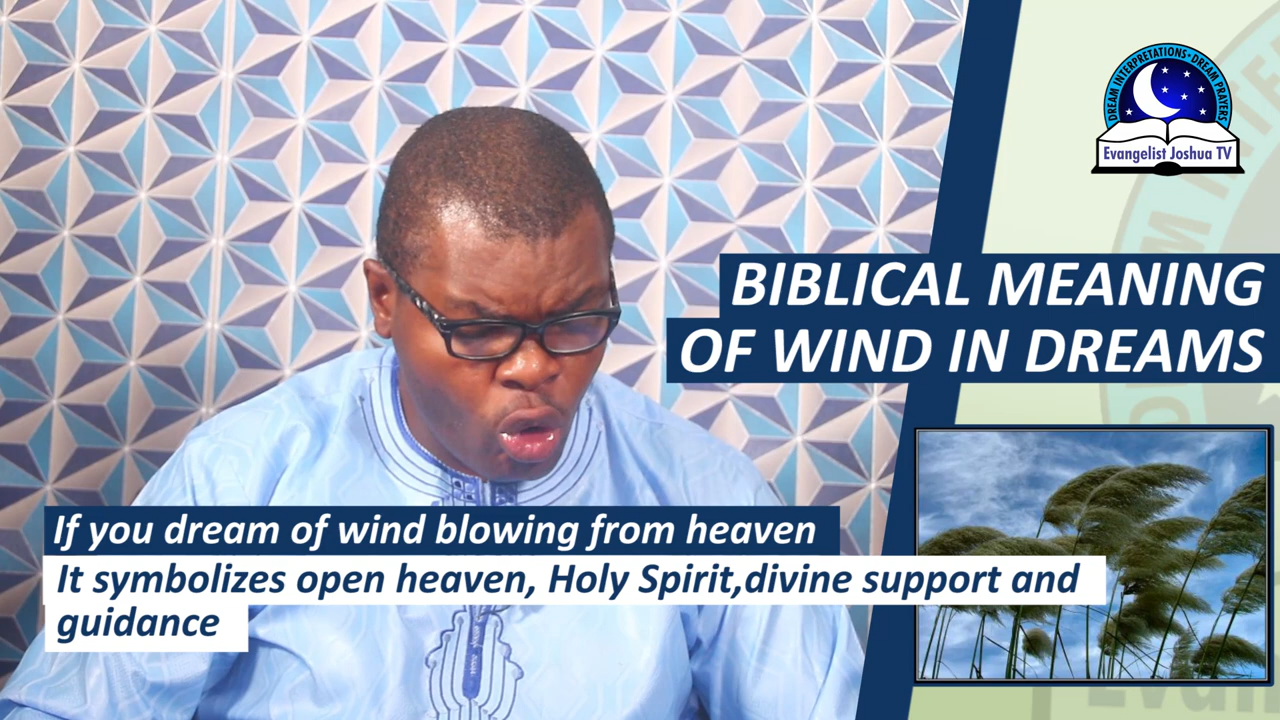 DREAM INTERPRETATIONS • DREAM PRAYERS
Evangelist Joshua TV
BIBLICAL MEANING
OF WIND IN DREAMS
If you dream of wind blowing from heaven
It symbolizes open heaven, Holy Spirit,divine support and
guidance